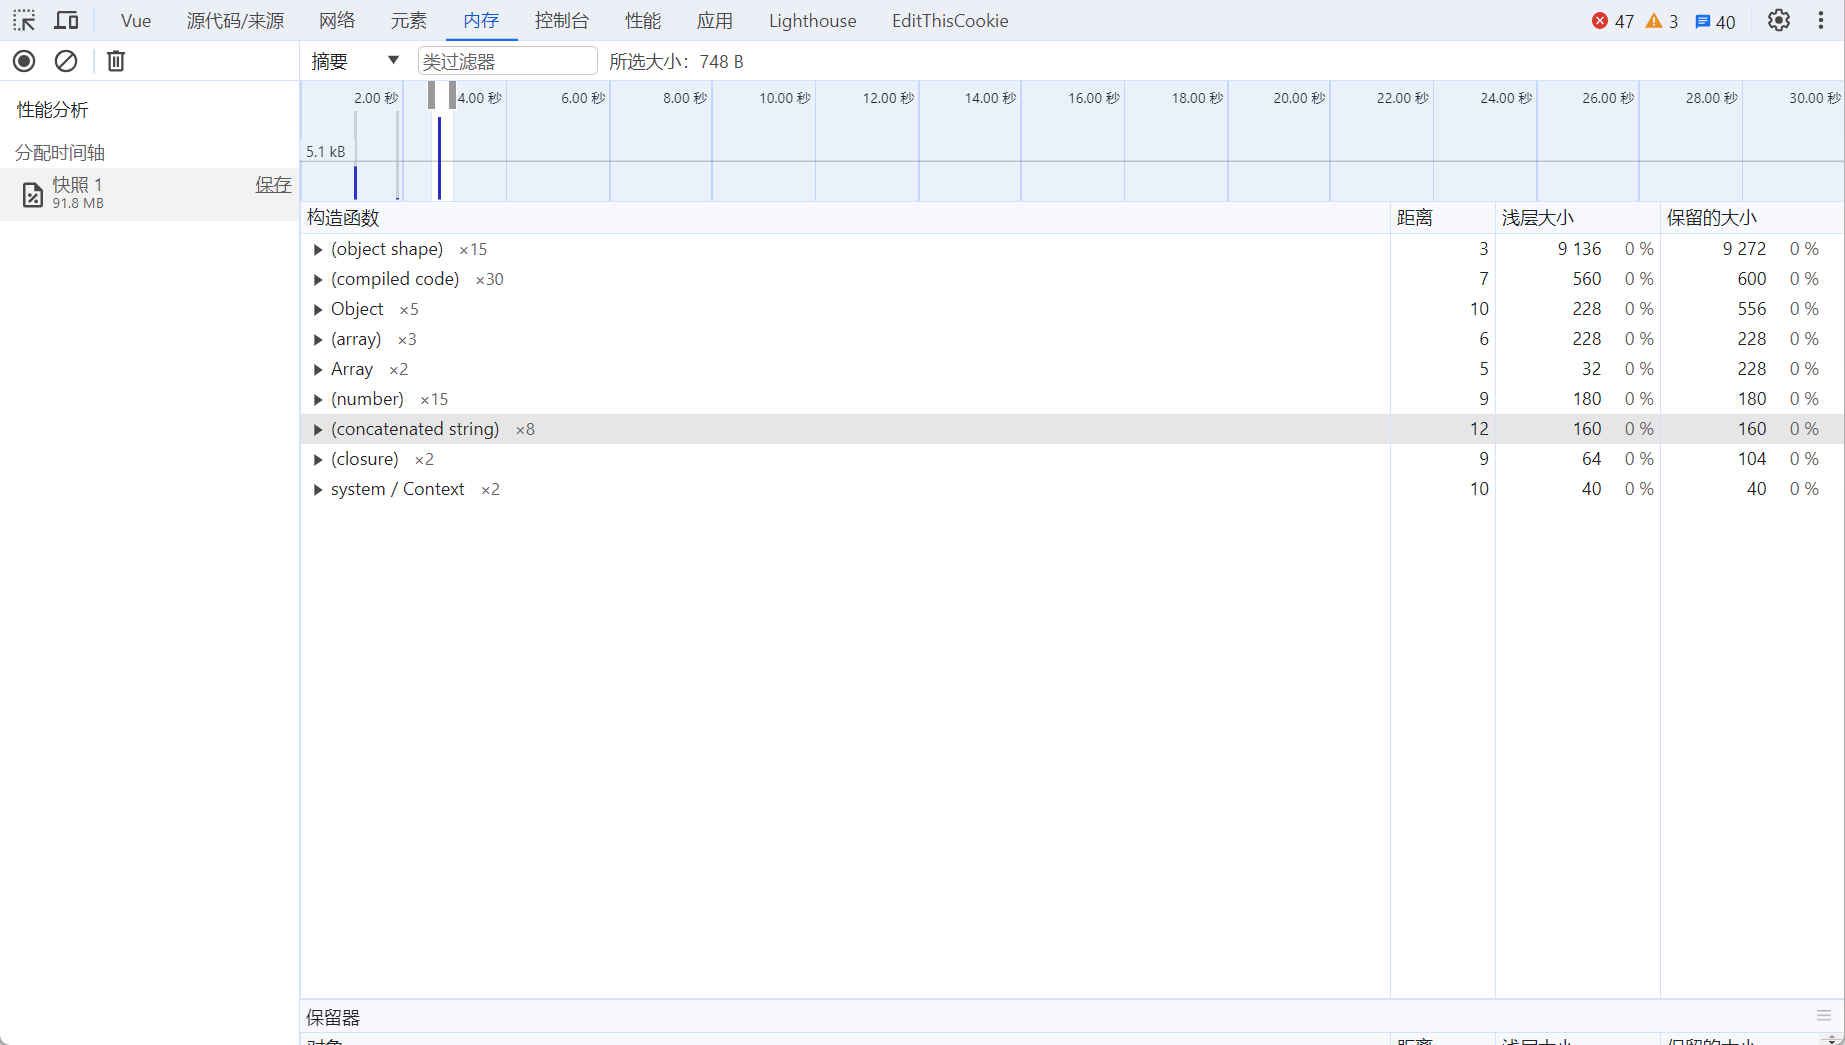 Vue 源代码/来源 网络 元素 内存 控制台 性能 应用 Lighthouse EditThisCookie 47 3 40
摘要 类过滤器 所选大小：748 B
性能分析
分配时间轴
快照 1 保存
91.8 MB
2.00 秒 4.00 秒 6.00 秒 8.00 秒 10.00 秒 12.00 秒 14.00 秒 16.00 秒 18.00 秒 20.00 秒 22.00 秒 24.00 秒 26.00 秒 28.00 秒 30.00 秒
5.1 kB
构造函数 距离 浅层大小 保留的大小
(object shape) ×15 3 9 136 0 % 9 272 0 %
(compiled code) ×30 7 560 0 % 600 0 %
Object ×5 10 228 0 % 556 0 %
(array) ×3 6 228 0 % 228 0 %
Array ×2 5 32 0 % 228 0 %
(number) ×15 9 180 0 % 180 0 %
(concatenated string) ×8 12 160 0 % 160 0 %
(closure) ×2 9 64 0 % 104 0 %
system / Context ×2 10 40 0 % 40 0 %
保留器
对象 距离 浅层大小 保留的大小